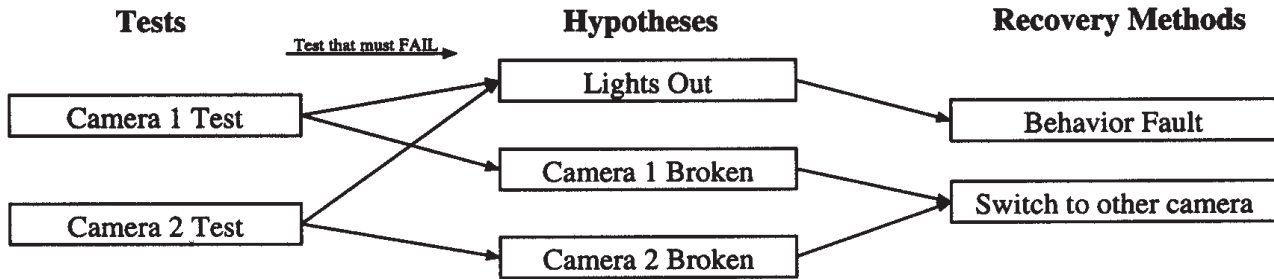 Tests
Hypotheses
Recovery Methods
Test that must FAIL
Lights Out
Camera 1 Test
Behavior Fault
Camera 1 Broken
Switch to other camera
Camera 2 Test
Camera 2 Broken